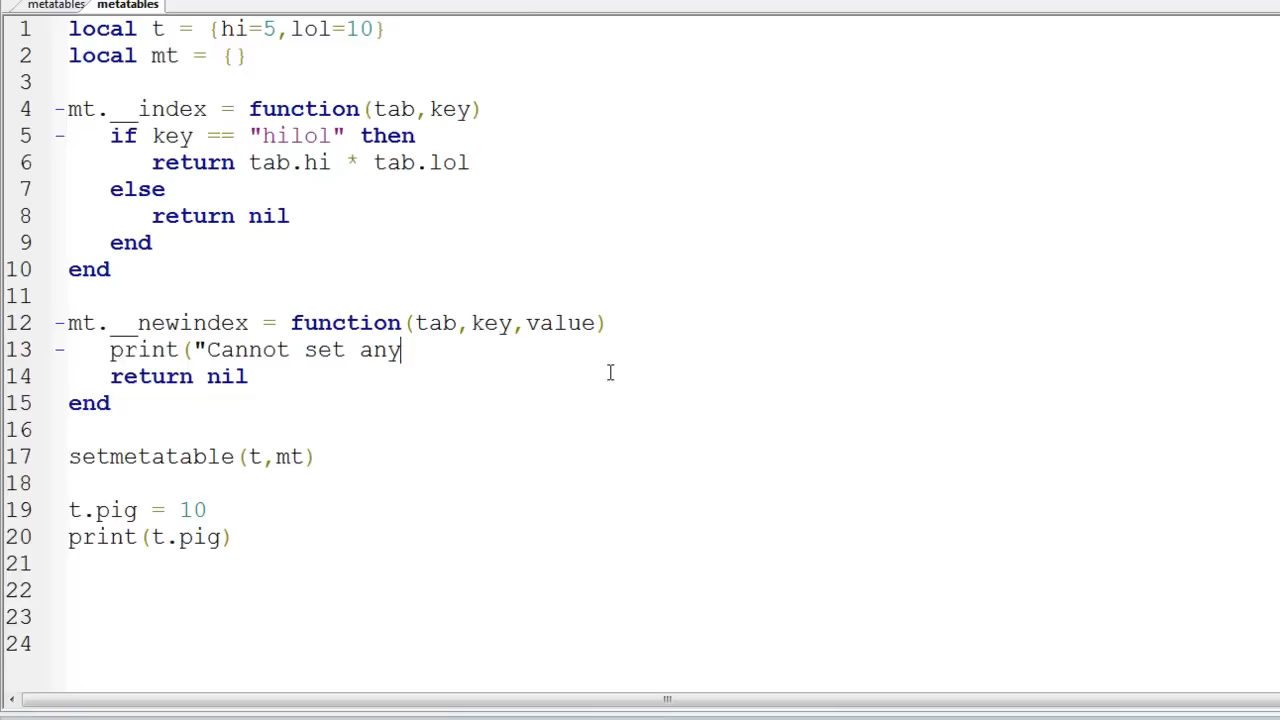 metatables metatables
1 local t = {hi=5,lol=10}
2 local mt = {}
3
4 -mt.__index = function(tab,key)
5 - if key == "hilol" then
6 return tab.hi * tab.lol
7 else
8 return nil
9 end
10 end
11
12 -mt.__newindex = function(tab,key,value)
13 - print("Cannot set any
14 return nil
15 end
16
17 setmetatable(t,mt)
18
19 t.pig = 10
20 print(t.pig)
21
22
23
24